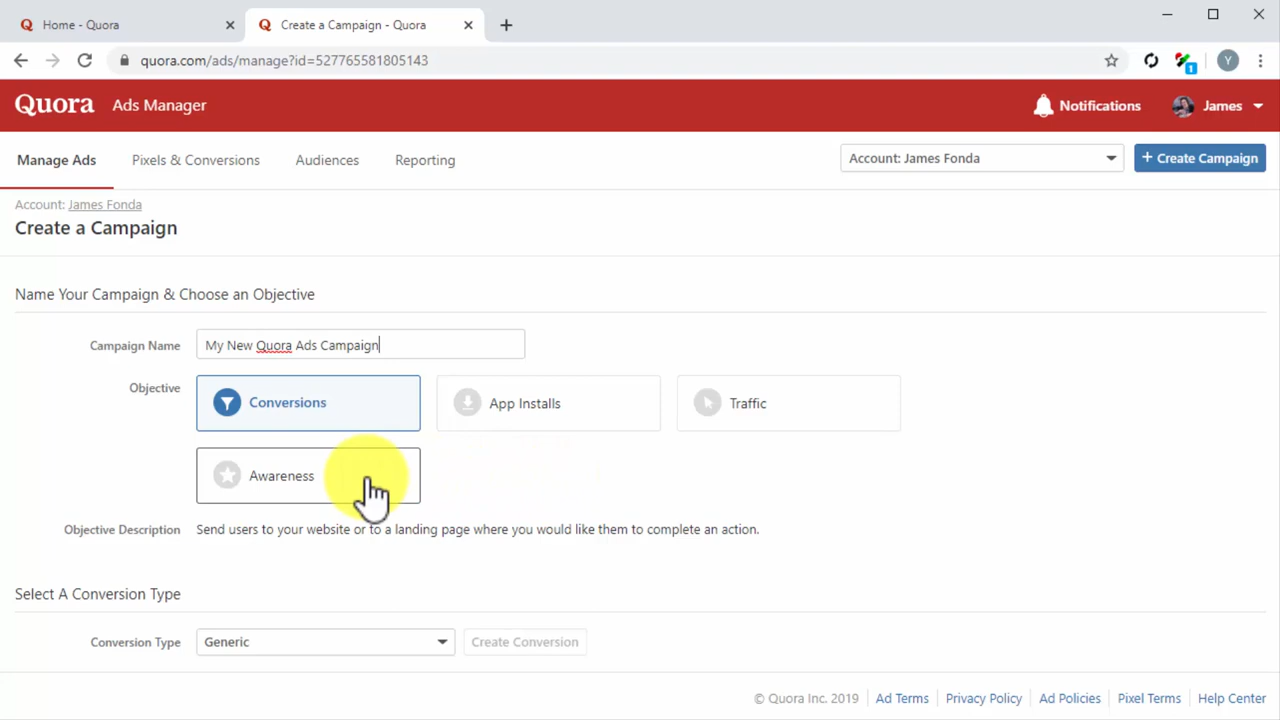 Home - Quora
Create a Campaign - Quora
quora.com/ads/manage?id=527765581805143
1
Y
Quora Ads Manager
Notifications
James
Manage Ads
Pixels & Conversions
Audiences
Reporting
Account: James Fonda
+ Create Campaign
Account: James Fonda
Create a Campaign
Name Your Campaign & Choose an Objective
Campaign Name
My New Quora Ads Campaign
Objective
Conversions
App Installs
Traffic
Awareness
Objective Description
Send users to your website or to a landing page where you would like them to complete an action.
Select A Conversion Type
Conversion Type
Generic
Create Conversion
© Quora Inc. 2019
Ad Terms
Privacy Policy
Ad Policies
Pixel Terms
Help Center